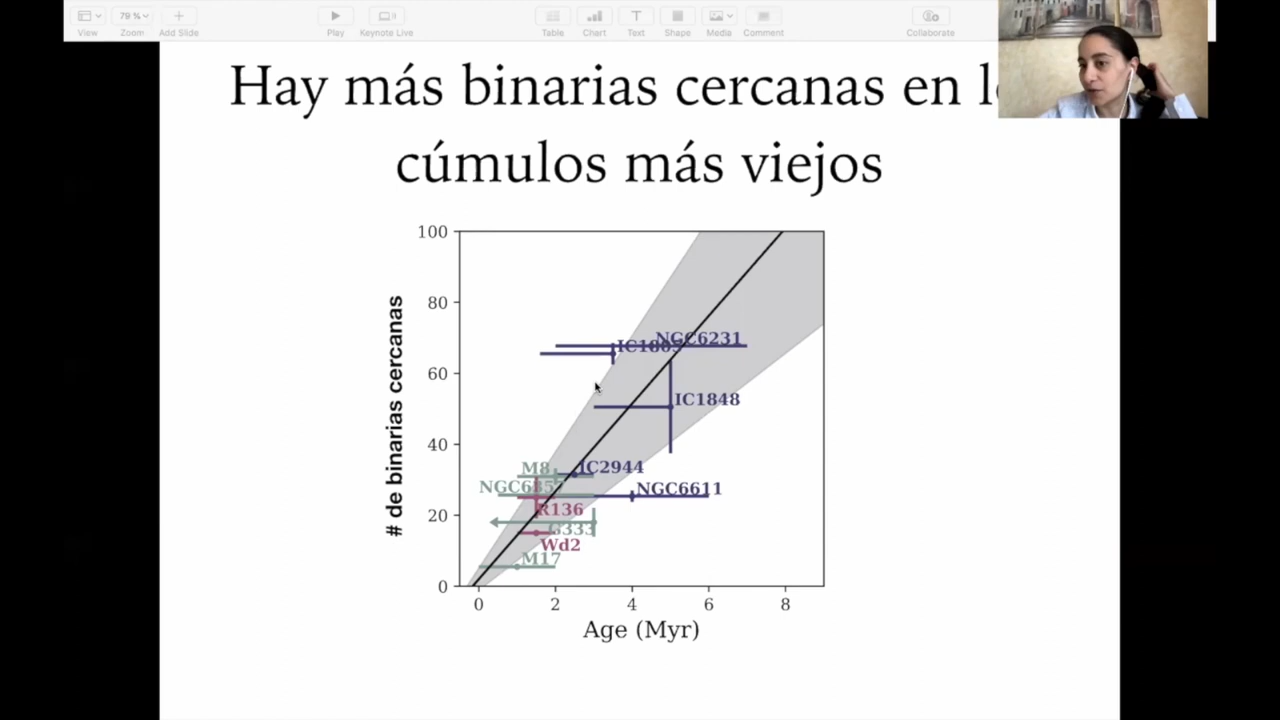 View
79 %
Zoom
Add Slide
Play
Keynote Live
Table
Chart
Text
Shape
Media
Comment
Collaborate
Hay más binarias cercanas en
cúmulos más viejos
# de binarias cercanas
100
80
60
40
20
0
NGC6231
IC1848
M8
IC2944
NGC6611
R136
G333
Wd2
M17
0 2 4 6 8
Age (Myr)